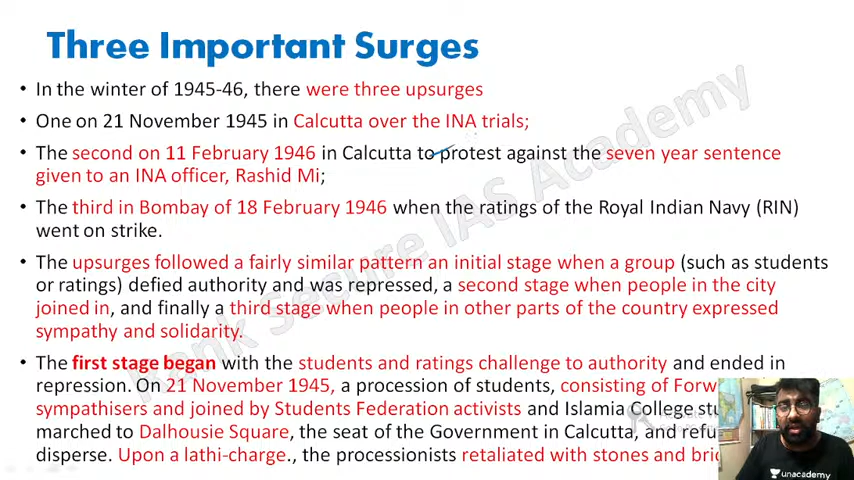 Three Important Surges
• In the winter of 1945-46, there were three upsurges
• One on 21 November 1945 in Calcutta over the INA trials;
• The second on 11 February 1946 in Calcutta to protest against the seven year sentence
given to an INA officer, Rashid Mi;
• The third in Bombay of 18 February 1946 when the ratings of the Royal Indian Navy (RIN)
went on strike.
• The upsurges followed a fairly similar pattern an initial stage when a group (such as students
or ratings) defied authority and was repressed, a second stage when people in the city
joined in, and finally a third stage when people in other parts of the country expressed
sympathy and solidarity.
• The first stage began with the students and ratings challenge to authority and ended in
repression. On 21 November 1945, a procession of students, consisting of
sympathisers and joined by Students Federation activists and Islamia College
marched to Dalhousie Square, the seat of the Government in Calcutta, and
disperse. Upon a lathi-charge., the processionists retaliated with stones and
Rank Secure IAS Academy
unacademy